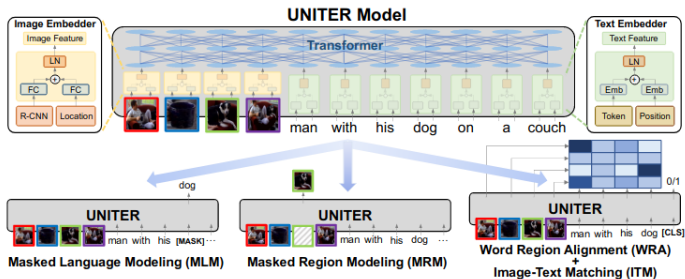 UNITER Model
Image Embedder
Image Feature
LN
FC
FC
R-CNN
Location
Transformer
man with his dog on a couch
Text Embedder
Text Feature
LN
Emb
Emb
Token
Position
dog
UNITER
man with his [MASK] ...
Masked Language Modeling (MLM)
UNITER
man with his dog ...
Masked Region Modeling (MRM)
0/1
UNITER
man with his dog [CLS]
Word Region Alignment (WRA)
+
Image-Text Matching (ITM)